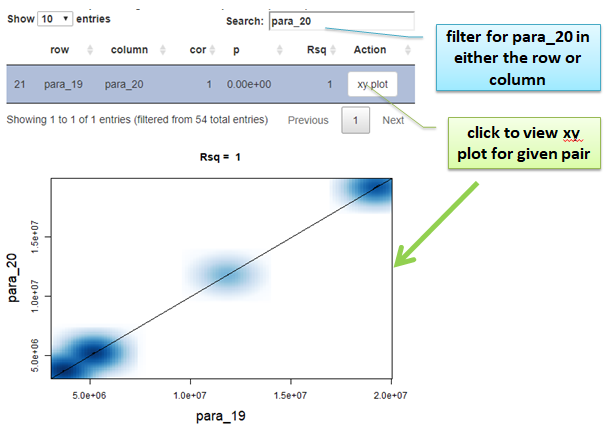 Show 10 entries
Search: para_20
row column cor p Rsq Action
21 para_19 para_20 1 0.00e+00 1 xy plot
Showing 1 to 1 of 1 entries (filtered from 54 total entries) Previous 1 Next
filter for para_20 in
either the row or
column
click to view xy
plot for given pair
Rsq = 1
para_20
1.5e+07
1.0e+07
5.0e+06
5.0e+06 1.0e+07 1.5e+07 2.0e+07
para_19